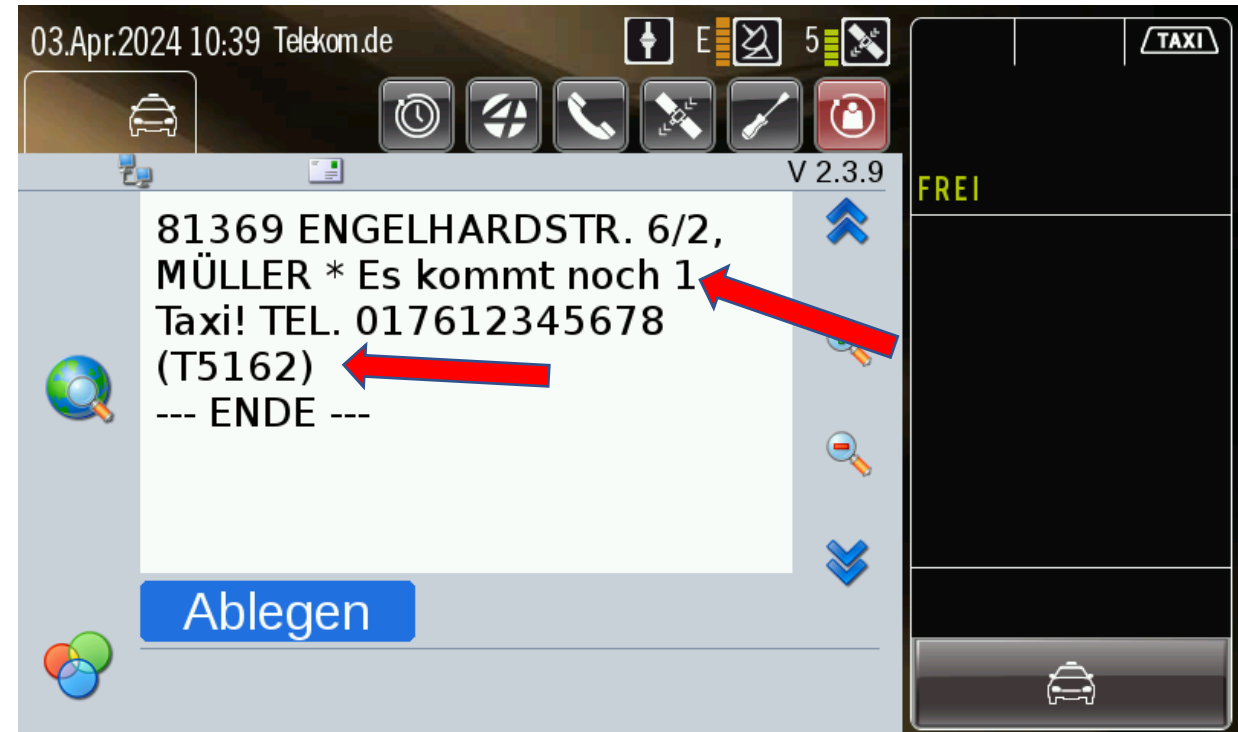 03.Apr.2024 10:39 Telekom.de
E
5
TAXI
V 2.3.9
FREI
81369 ENGELHARDSTR. 6/2,
MÜLLER * Es kommt noch 1
Taxi! TEL. 017612345678
(T5162)
--- ENDE ---
Ablegen